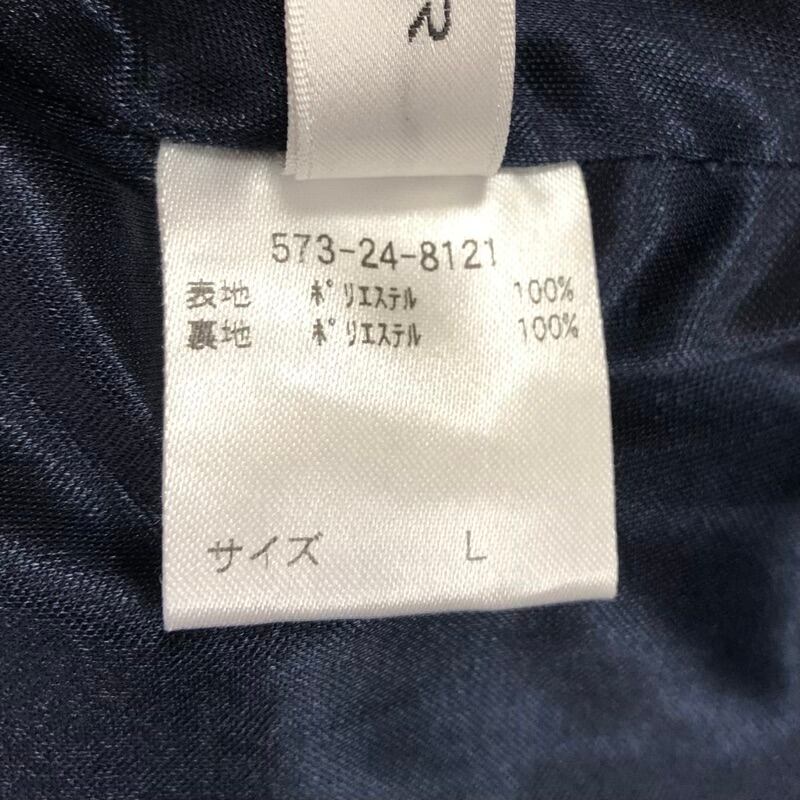 573-24-8121
表地 ポリエステル 100%
裏地 ポリエステル 100%
サイズ L